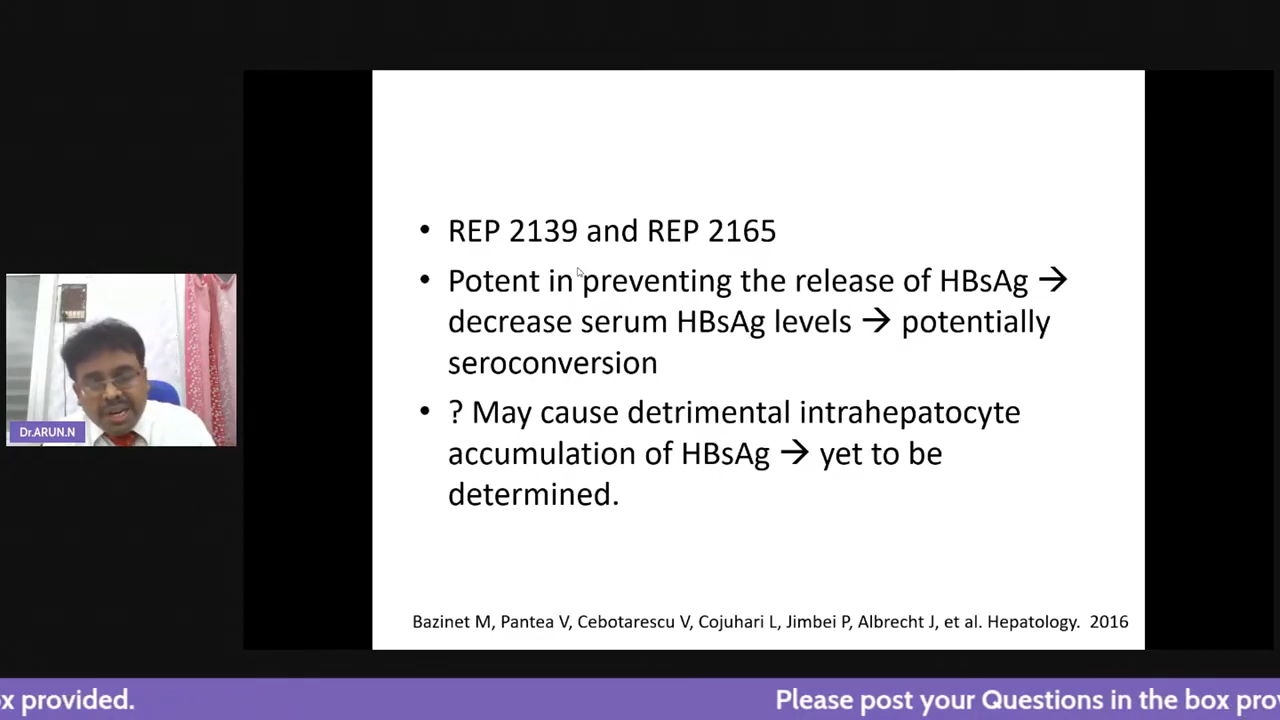 • REP 2139 and REP 2165
• Potent in preventing the release of HBsAg →
decrease serum HBsAg levels → potentially
seroconversion
• ? May cause detrimental intrahepatocyte
accumulation of HBsAg → yet to be
determined.
Dr.ARUN.N
Bazinet M, Pantea V, Cebotarescu V, Cojuhari L, Jimbei P, Albrecht J, et al. Hepatology. 2016
provided.
Please post your Questions in the box